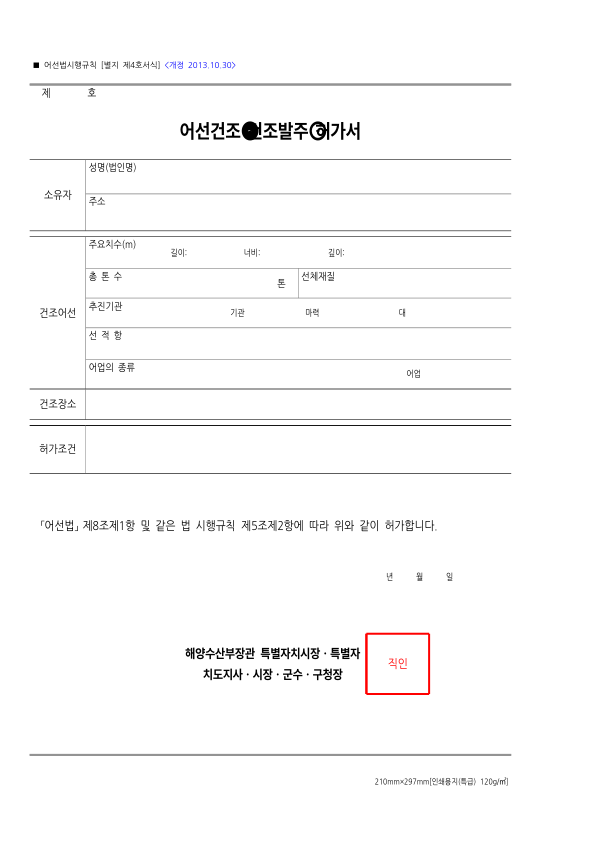 ■ 어선법시행규칙 [별지 제4호서식] <개정 2013.10.30>
제 호
어선건조 조발주 가서
성명(법인명)
소유자
주소
주요치수(m)
길이: 너비: 깊이:
총 톤 수 톤 선체재질
추진기관
기관 마력 대
건조어선
선 적 항
어업의 종류
어업
건조장소
허가조건
「어선법」 제8조제1항 및 같은 법 시행규칙 제5조제2항에 따라 위와 같이 허가합니다.
년 월 일
해양수산부장관 특별자치시장ㆍ특별자
치도지사ㆍ시장ㆍ군수ㆍ구청장
직인
210mm×297mm[인쇄용지(특급) 120g/㎡]